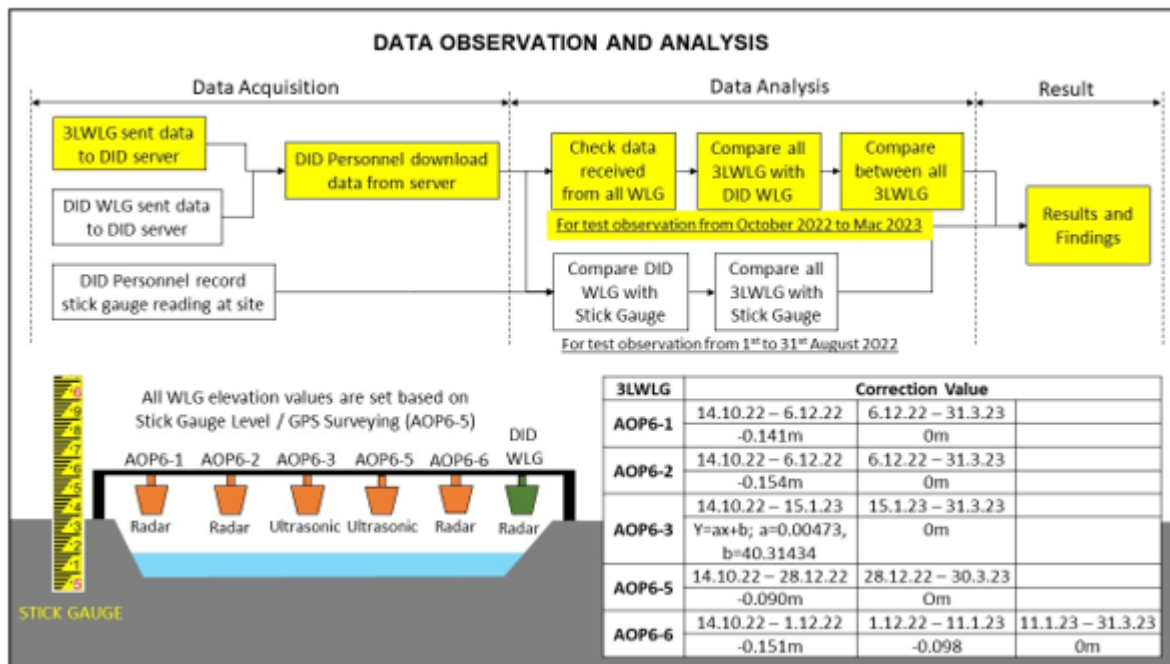 DATA OBSERVATION AND ANALYSIS
Data Acquisition
Data Analysis
Result
3LWLG sent data
to DID server
DID WLG sent data
to DID server
DID Personnel download
data from server
DID Personnel record
stick gauge reading at site
Check data
received
from all WLG
Compare all
3LWLG with
DID WLG
Compare
between all
3LWLG
For test observation from October 2022 to Mac 2023
Compare DID
WLG with
Stick Gauge
Compare all
3LWLG with
Stick Gauge
For test observation from 1st to 31st August 2022
Results and
Findings
All WLG elevation values are set based on
Stick Gauge Level / GPS Surveying (AOP6-5)
AOP6-1 AOP6-2 AOP6-3 AOP6-5 AOP6-6 DID WLG
Radar Radar Ultrasonic Ultrasonic Radar Radar
STICK GAUGE
3LWLG Correction Value
AOP6-1 14.10.22 – 6.12.22 6.12.22 – 31.3.23
-0.141m 0m
AOP6-2 14.10.22 – 6.12.22 6.12.22 – 31.3.23
-0.154m 0m
AOP6-3 14.10.22 – 15.1.23 15.1.23 – 31.3.23
Y=ax+b; a=0.00473, 0m
b=40.31434
AOP6-5 14.10.22 – 28.12.22 28.12.22 – 30.3.23
-0.090m Om
AOP6-6 14.10.22 – 1.12.22 1.12.22 – 11.1.23 11.1.23 – 31.3.23
-0.151m -0.098 0m